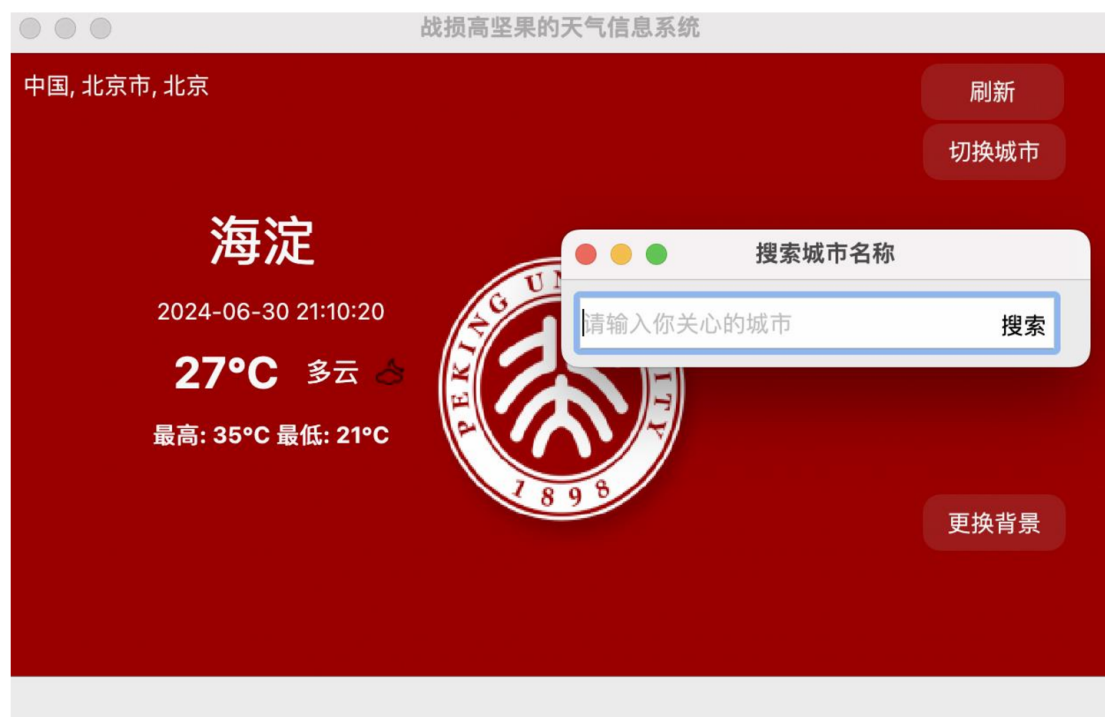 战损高坚果的天气信息系统
中国, 北京市, 北京
刷新
切换城市
海淀
搜索城市名称
请输入你关心的城市
搜索
2024-06-30 21:10:20
27°C 多云
最高: 35°C 最低: 21°C
PEKING UN
ITY
1898
更换背景